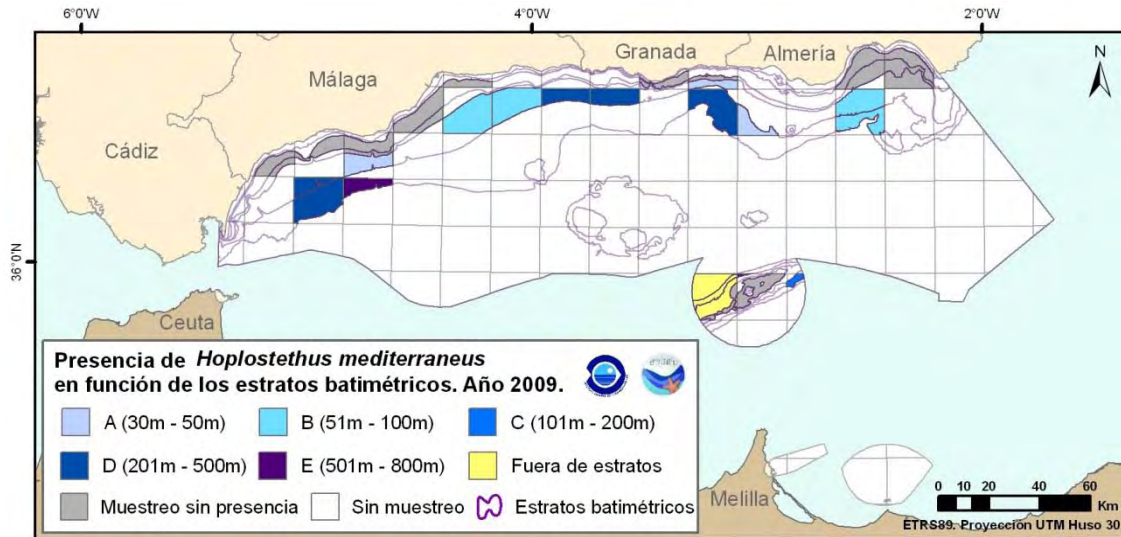 6°0'W
4°0'W
2°0'W
Granada
Almería
Málaga
N
Cádiz
36°0'N
Ceuta
Presencia de Hoplostethus mediterraneus
en función de los estratos batimétricos. Año 2009.
A (30m - 50m)
B (51m - 100m)
C (101m - 200m)
D (201m - 500m)
E (501m - 800m)
Fuera de estratos
Muestreo sin presencia
Sin muestreo
Estratos batimétricos
Melilla
0 10 20 40 60
Km
ETRS89. Proyección UTM Huso 30